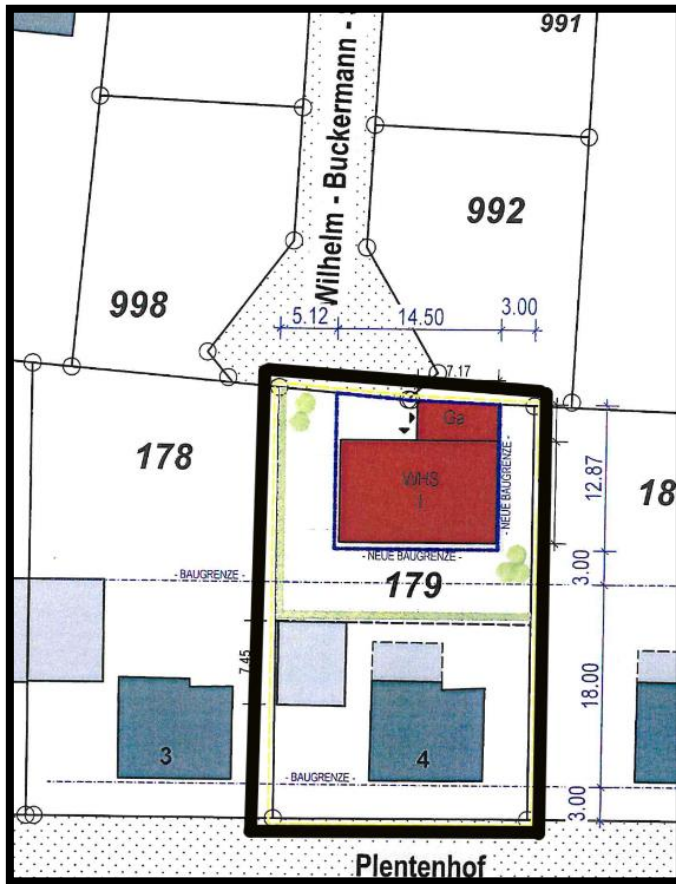 991
Wilhelm - Buckermann -
992
998
5.12
14.50
3.00
7.17
178
Ga
WHS
I
- NEUE BAUGRENZE -
12.87
18
- NEUE BAUGRENZE -
- BAUGRENZE -
179
3.00
7.45
18.00
3
4
- BAUGRENZE -
3.00
Plentenhof